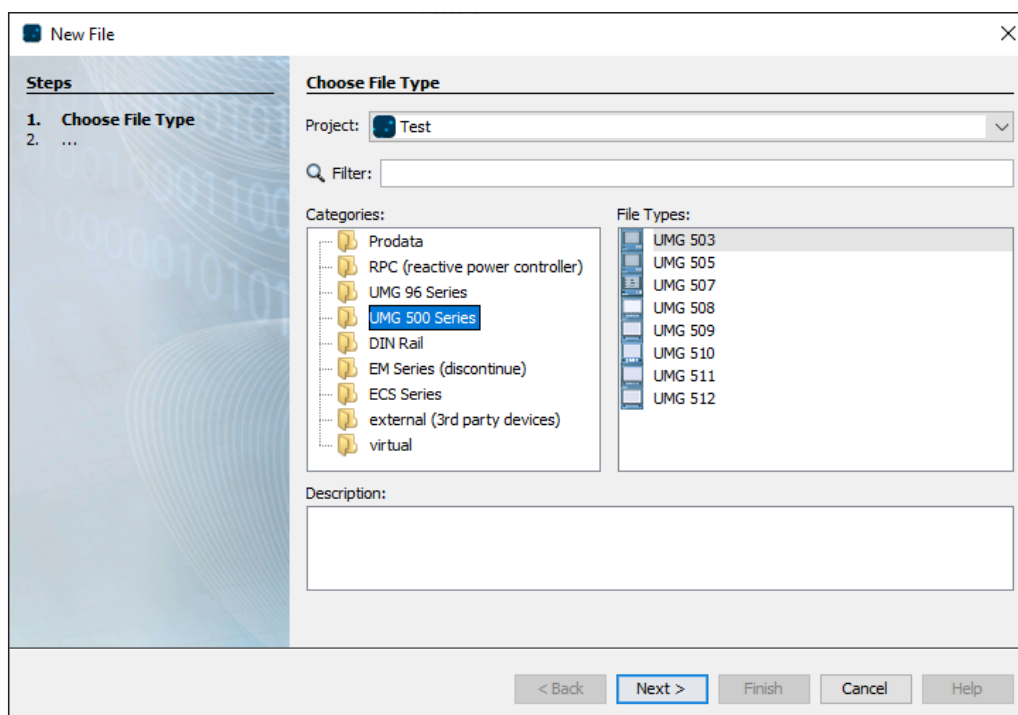 New File
Steps
1. Choose File Type
2. ...
Choose File Type
Project: Test
Filter:
Categories:
Prodata
RPC (reactive power controller)
UMG 96 Series
UMG 500 Series
DIN Rail
EM Series (discontinue)
ECS Series
external (3rd party devices)
virtual
File Types:
UMG 503
UMG 505
UMG 507
UMG 508
UMG 509
UMG 510
UMG 511
UMG 512
Description:
< Back Next > Finish Cancel Help